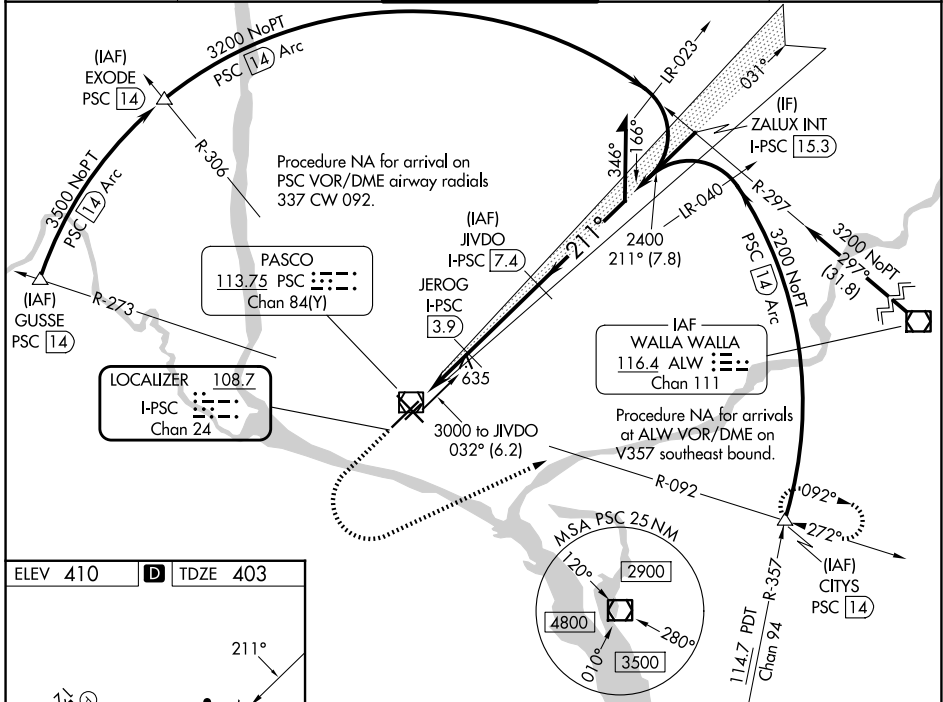 3200 NoPT
PSC 14 Arc
(IAF)
EXODE
PSC 14
LR-023
031°
(IF)
ZALUX INT
I-PSC 15.3
R-306
3500 NoPT
PSC 14 Arc
Procedure NA for arrival on
PSC VOR/DME airway radials
337 CW 092.
346°
166°
LR-040
R-297
3200 NoPT
297°
(31.8)
(IAF)
JIVDO
I-PSC 7.4
211°
2400
211° (7.8)
3200 NoPT
PSC 14 Arc
PASCO
113.75 PSC
Chan 84(Y)
JEROG
I-PSC
3.9
(IAF)
GUSSE
PSC 14
R-273
635
IAF
WALLA WALLA
116.4 ALW
Chan 111
LOCALIZER 108.7
I-PSC
Chan 24
3000 to JIVDO
032° (6.2)
Procedure NA for arrivals
at ALW VOR/DME on
V357 southeast bound.
R-092
092°
272°
(IAF)
CITYS
PSC 14
R-357
114.7 PDT
Chan 94
MSA PSC 25 NM
120°
2900
4800
280°
010°
3500
ELEV 410 D TDZE 403
211°